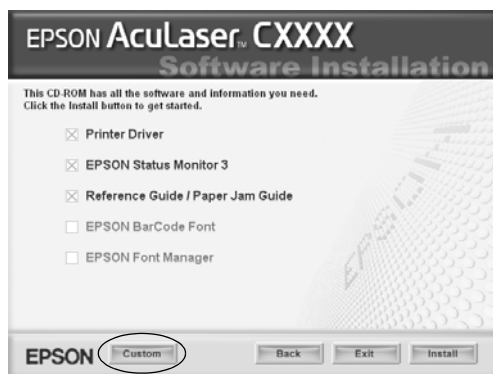 EPSON AcuLaser™ CXXXX
Software Installation
This CD-ROM has all the software and information you need.
Click the Install button to get started.
Printer Driver
EPSON Status Monitor 3
Reference Guide / Paper Jam Guide
EPSON BarCode Font
EPSON Font Manager
EPSON
EPSON Custom Back Exit Install